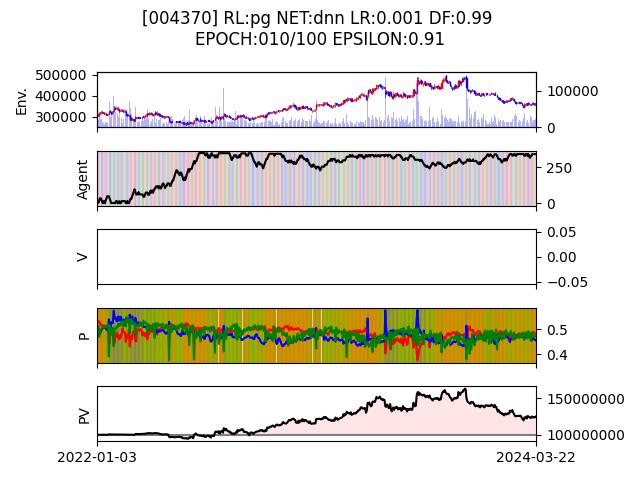 [004370] RL:pg NET:dnn LR:0.001 DF:0.99
EPOCH:010/100 EPSILON:0.91
Env.
500000
400000
300000
100000
0
Agent
250
0
V
0.05
0.00
−0.05
P
0.5
0.4
PV
150000000
100000000
2022-01-03
2024-03-22